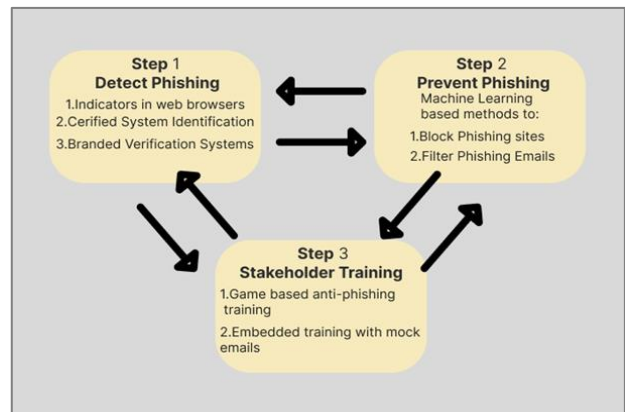 Step 1
Detect Phishing
1.Indicators in web browsers
2.Cerified System Identification
3.Branded Verification Systems
Step 2
Prevent Phishing
Machine Learning
based methods to:
1.Block Phishing sites
2.Filter Phishing Emails
Step 3
Stakeholder Training
1.Game based anti-phishing
training
2.Embedded training with mock
emails